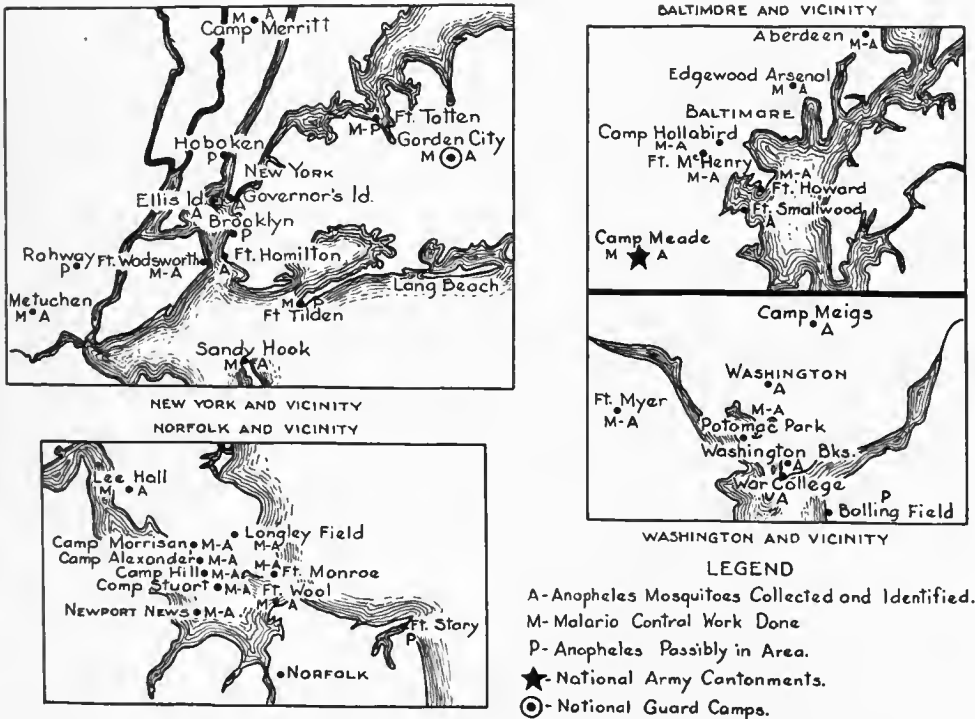 M A
Camp Merritt
Ft. Totten
M-P
Garden City
M A
Hoboken
P
NEW YORK
Ellis Id.
A
Governor's Id.
A
Brooklyn
P
Rahway
P
Ft. Wadsworth
M-A
Ft. Hamilton
A
Long Beach
Metuchen
M A
M P
Ft Tilden
Sandy Hook
M A
NEW YORK AND VICINITY
NORFOLK AND VICINITY
Lee Hall
M A
Langley Field
M-A
Camp Morrison M-A
Camp Alexander M-A
Camp Hill M-A
M-A
Ft. Monroe
Camp Stuart M-A
Ft. Wool
M A
NEWPORT NEWS M-A
Ft. Story
P
NORFOLK
BALTIMORE AND VICINITY
Aberdeen
M-A
Edgewood Arsenal
M A
BALTIMORE
Camp Hollabird
M-A
Ft. McHenry
M-A
M-A
Ft. Howard
Ft. Smallwood
A
Camp Meade
M A
Camp Meigs
A
WASHINGTON
A
Ft. Myer
M-A
M-A
Potomac Park
Washington Bks.
A
War College
A
P
Bolling Field
WASHINGTON AND VICINITY
LEGEND
A-Anopheles Mosquitoes Collected and Identified.
M-Malaria Control Work Done
P-Anopheles Possibly in Area.
- National Army Cantonments.
- National Guard Camps.